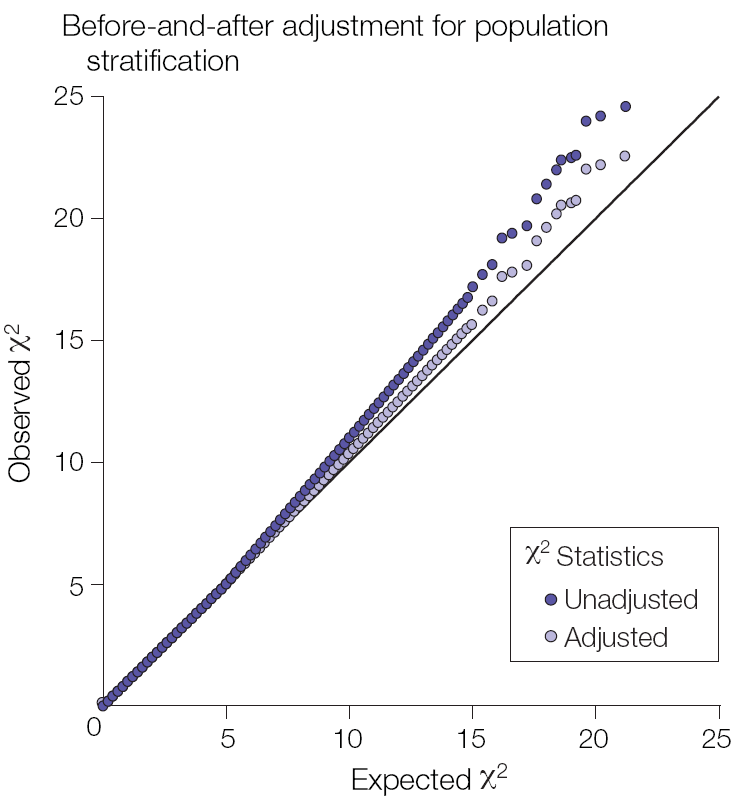 Before-and-after adjustment for population
stratification
25
20
15
10
5
0
5
10
15
20
25
Observed χ²
Expected χ²
χ² Statistics
Unadjusted
Adjusted